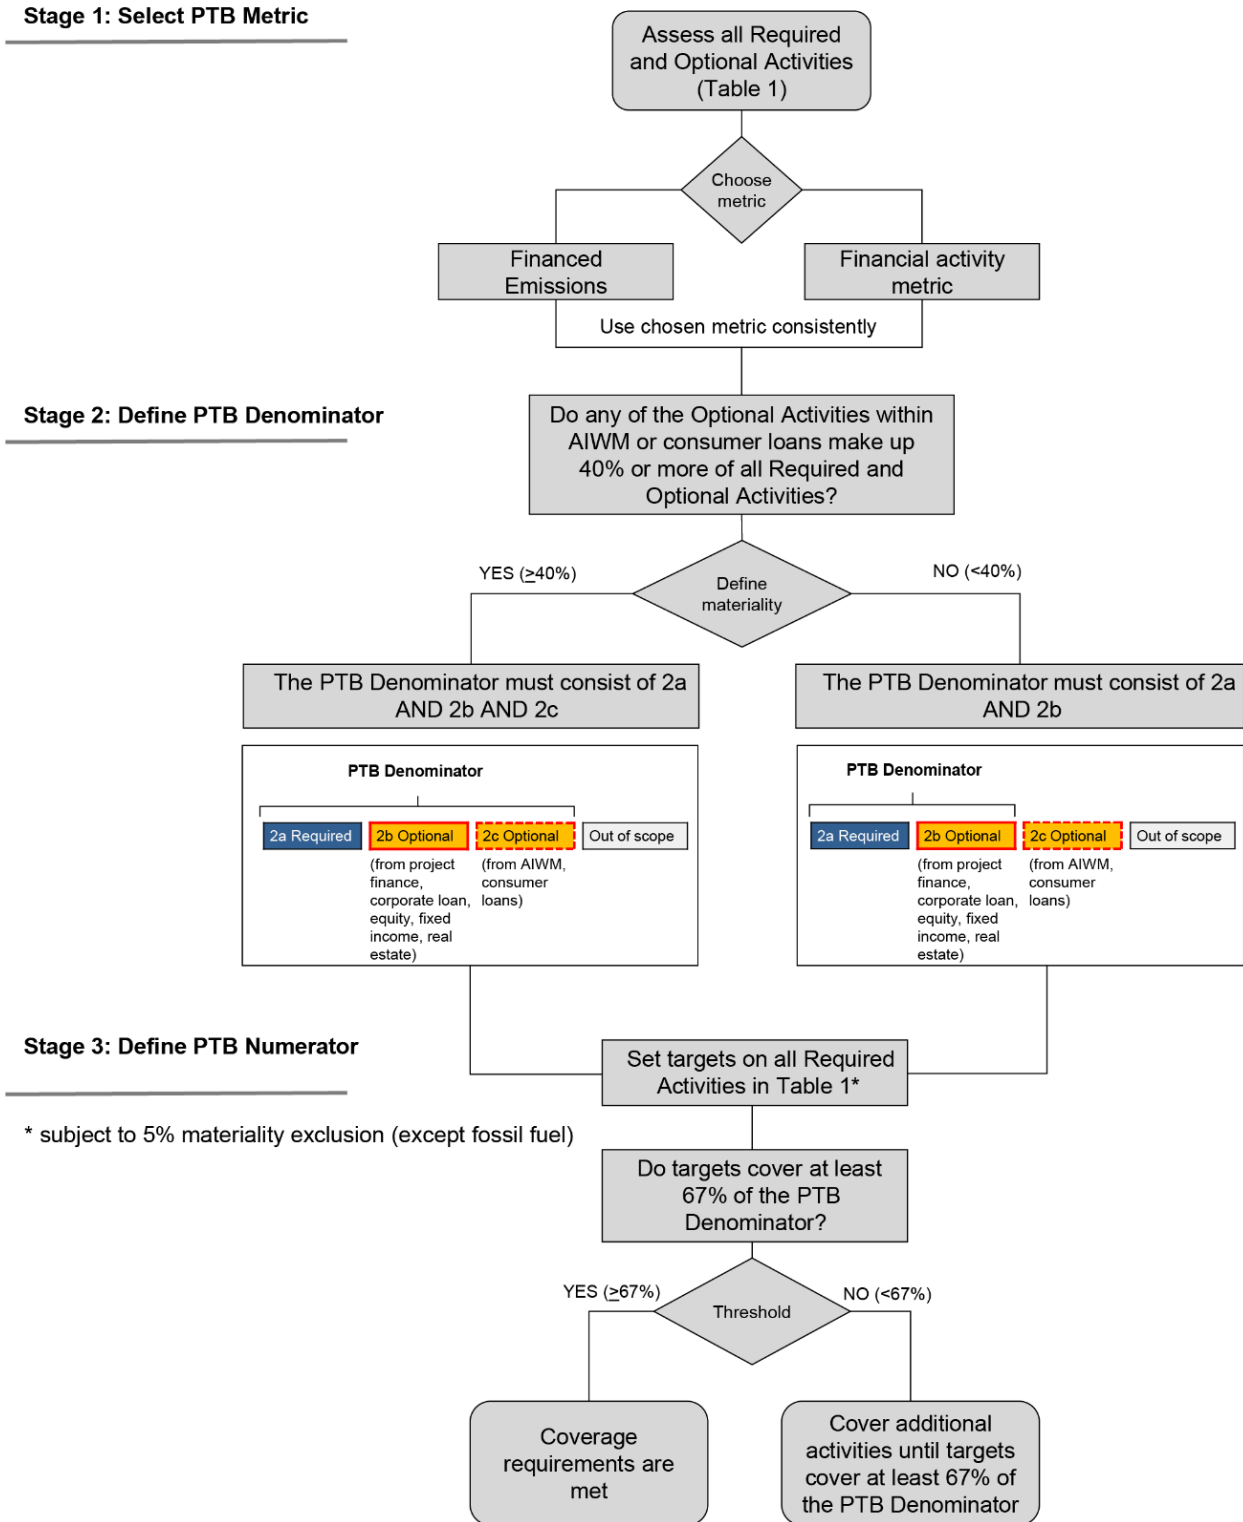 Stage 1: Select PTB Metric
Assess all Required
and Optional Activities
(Table 1)
Choose
metric
Financed
Emissions
Financial activity
metric
Use chosen metric consistently
Stage 2: Define PTB Denominator
Do any of the Optional Activities within
AIWM or consumer loans make up
40% or more of all Required and
Optional Activities?
YES (≥40%)
NO (<40%)
Define
materiality
The PTB Denominator must consist of 2a
AND 2b AND 2c
The PTB Denominator must consist of 2a
AND 2b
PTB Denominator
2a Required
2b Optional
2c Optional
Out of scope
(from project
finance,
corporate loan,
equity, fixed
income, real
estate)
(from AIWM,
consumer
loans)
PTB Denominator
2a Required
2b Optional
2c Optional
Out of scope
(from project
finance,
corporate loan,
equity, fixed
income, real
estate)
(from AIWM,
consumer
loans)
Stage 3: Define PTB Numerator
Set targets on all Required
Activities in Table 1*
* subject to 5% materiality exclusion (except fossil fuel)
Do targets cover at least
67% of the PTB
Denominator?
YES (≥67%)
NO (<67%)
Threshold
Coverage
requirements are
met
Cover additional
activities until targets
cover at least 67% of
the PTB Denominator